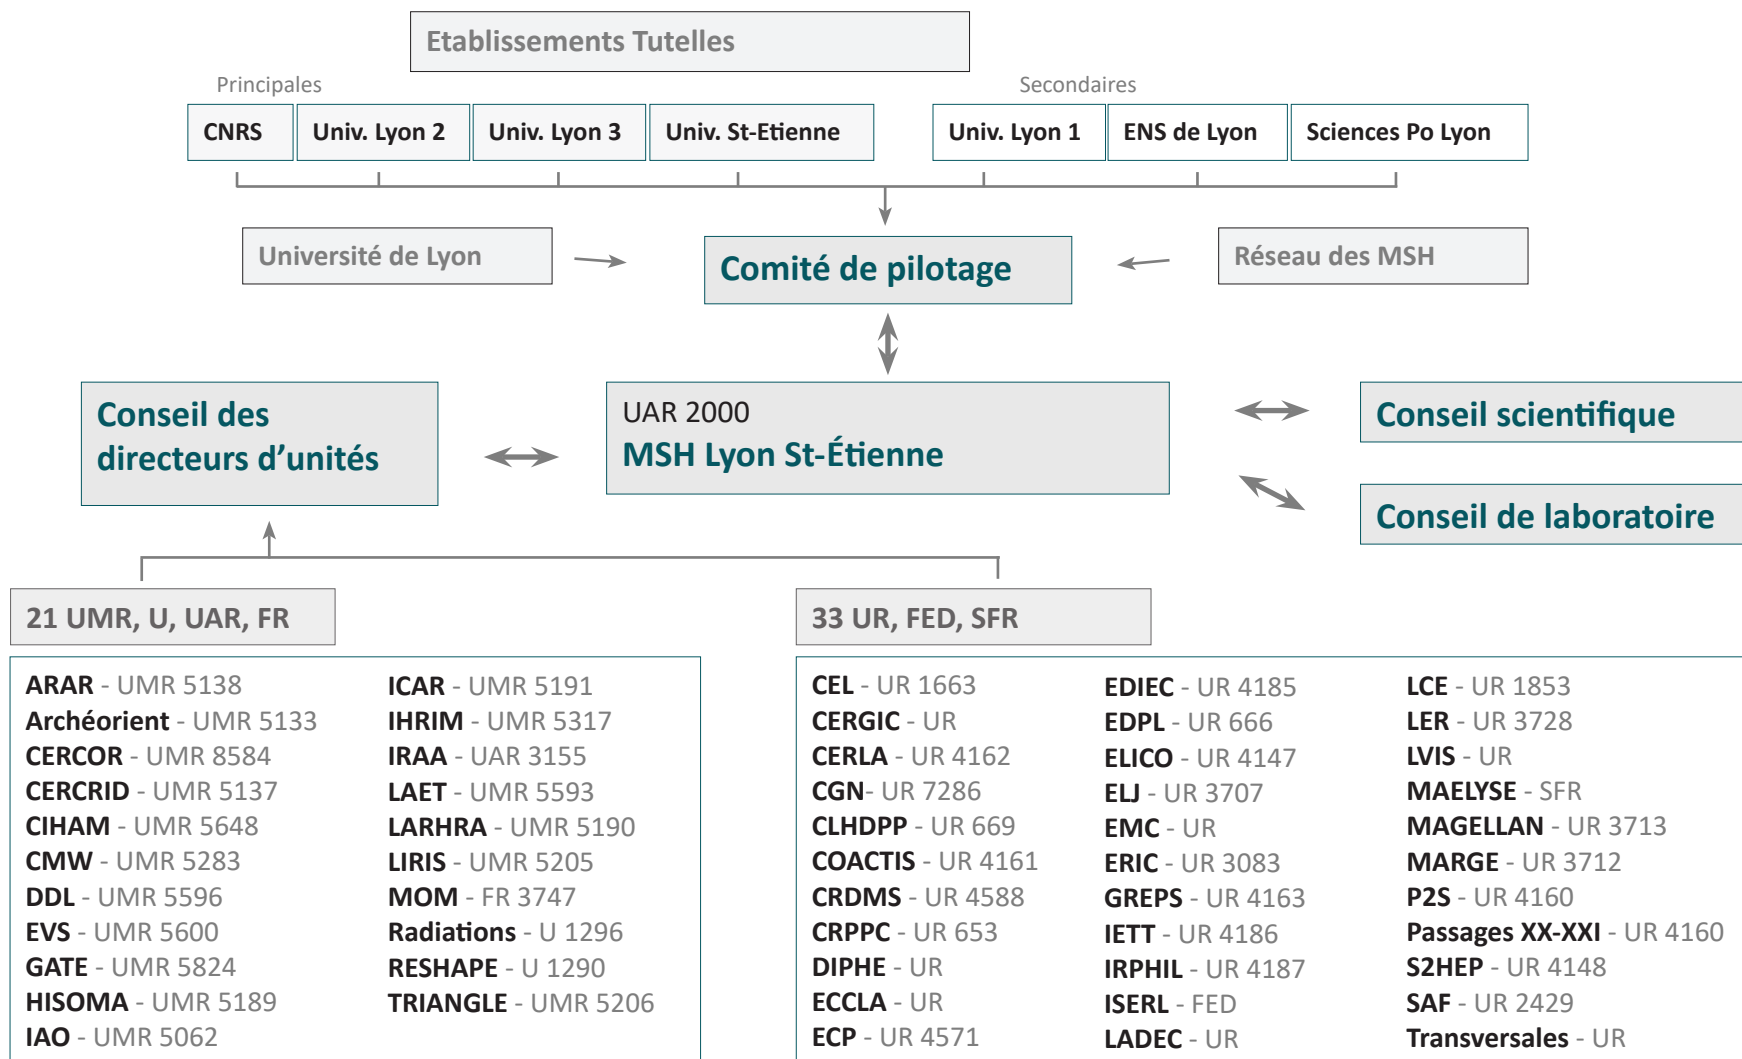 Etablissements Tutelles
Principales
Secondaires
CNRS
Univ. Lyon 2
Univ. Lyon 3
Univ. St-Etienne
Univ. Lyon 1
ENS de Lyon
Sciences Po Lyon
Université de Lyon
Comité de pilotage
Réseau des MSH
Conseil des
directeurs d’unités
UAR 2000
MSH Lyon St-Étienne
Conseil scientifique
Conseil de laboratoire
21 UMR, U, UAR, FR
ARAR - UMR 5138
Archéorient - UMR 5133
CERCOR - UMR 8584
CERCRID - UMR 5137
CIHAM - UMR 5648
CMW - UMR 5283
DDL - UMR 5596
EVS - UMR 5600
GATE - UMR 5824
HISOMA - UMR 5189
IAO - UMR 5062
ICAR - UMR 5191
IHRIM - UMR 5317
IRAA - UAR 3155
LAET - UMR 5593
LARHRA - UMR 5190
LIRIS - UMR 5205
MOM - FR 3747
Radiations - U 1296
RESHAPE - U 1290
TRIANGLE - UMR 5206
33 UR, FED, SFR
CEL - UR 1663
CERGIC - UR
CERLA - UR 4162
CGN- UR 7286
CLHDPP - UR 669
COACTIS - UR 4161
CRDMS - UR 4588
CRPPC - UR 653
DIPHE - UR
ECCLA - UR
ECP - UR 4571
EDIEC - UR 4185
EDPL - UR 666
ELICO - UR 4147
ELJ - UR 3707
EMC - UR
ERIC - UR 3083
GREPS - UR 4163
IETT - UR 4186
IRPHIL - UR 4187
ISERL - FED
LADEC - UR
LCE - UR 1853
LER - UR 3728
LVIS - UR
MAELYSE - SFR
MAGELLAN - UR 3713
MARGE - UR 3712
P2S - UR 4160
Passages XX-XXI - UR 4160
S2HEP - UR 4148
SAF - UR 2429
Transversales - UR